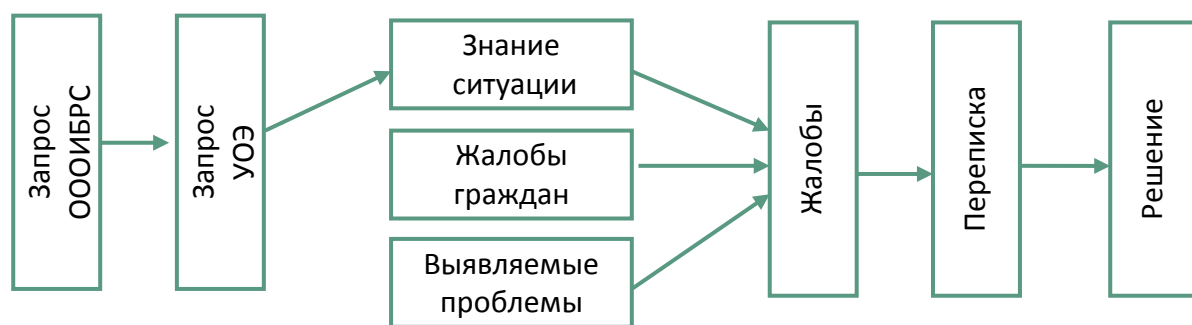 Запрос
ОООИБРС
Запрос
УОЭ
Знание
ситуации
Жалобы
граждан
Выявляемые
проблемы
Жалобы
Переписка
Решение